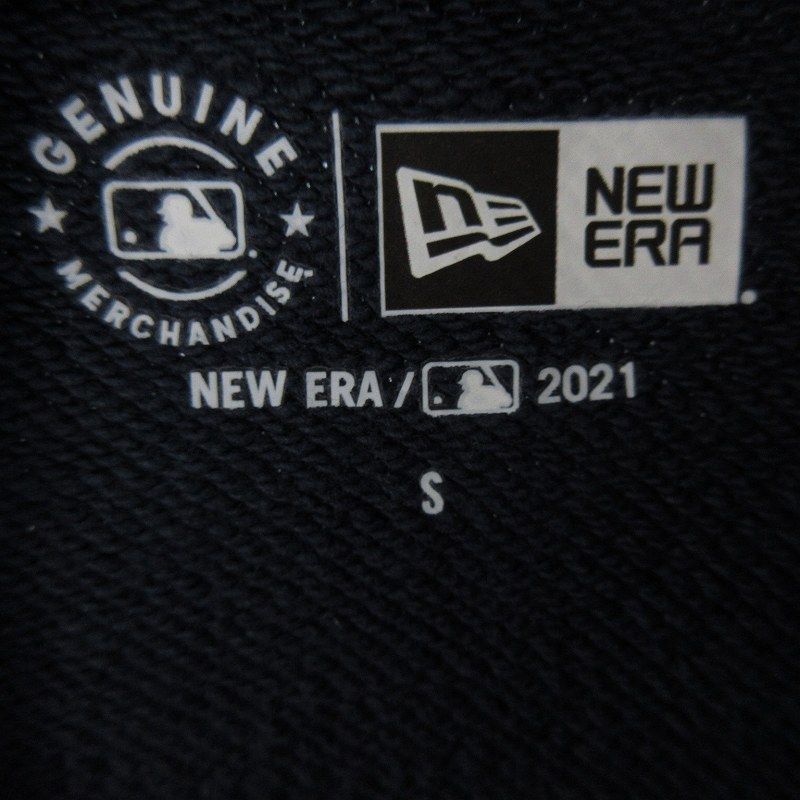 GENUINE
MERCHANDISE
NEW
ERA
NEW ERA / 2021
S